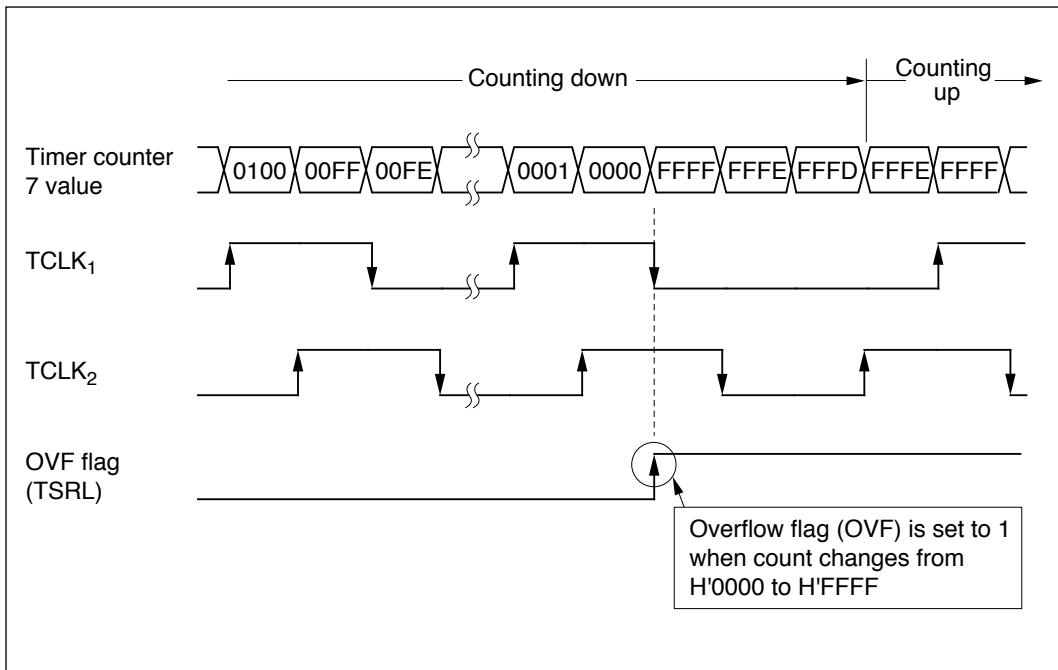 Counting down
Counting
up
Timer counter
7 value
0100 00FF 00FE 0001 0000 FFFF FFFE FFFD FFFE FFFF
TCLK1
TCLK2
OVF flag
(TSRL)
Overflow flag (OVF) is set to 1
when count changes from
H'0000 to H'FFFF